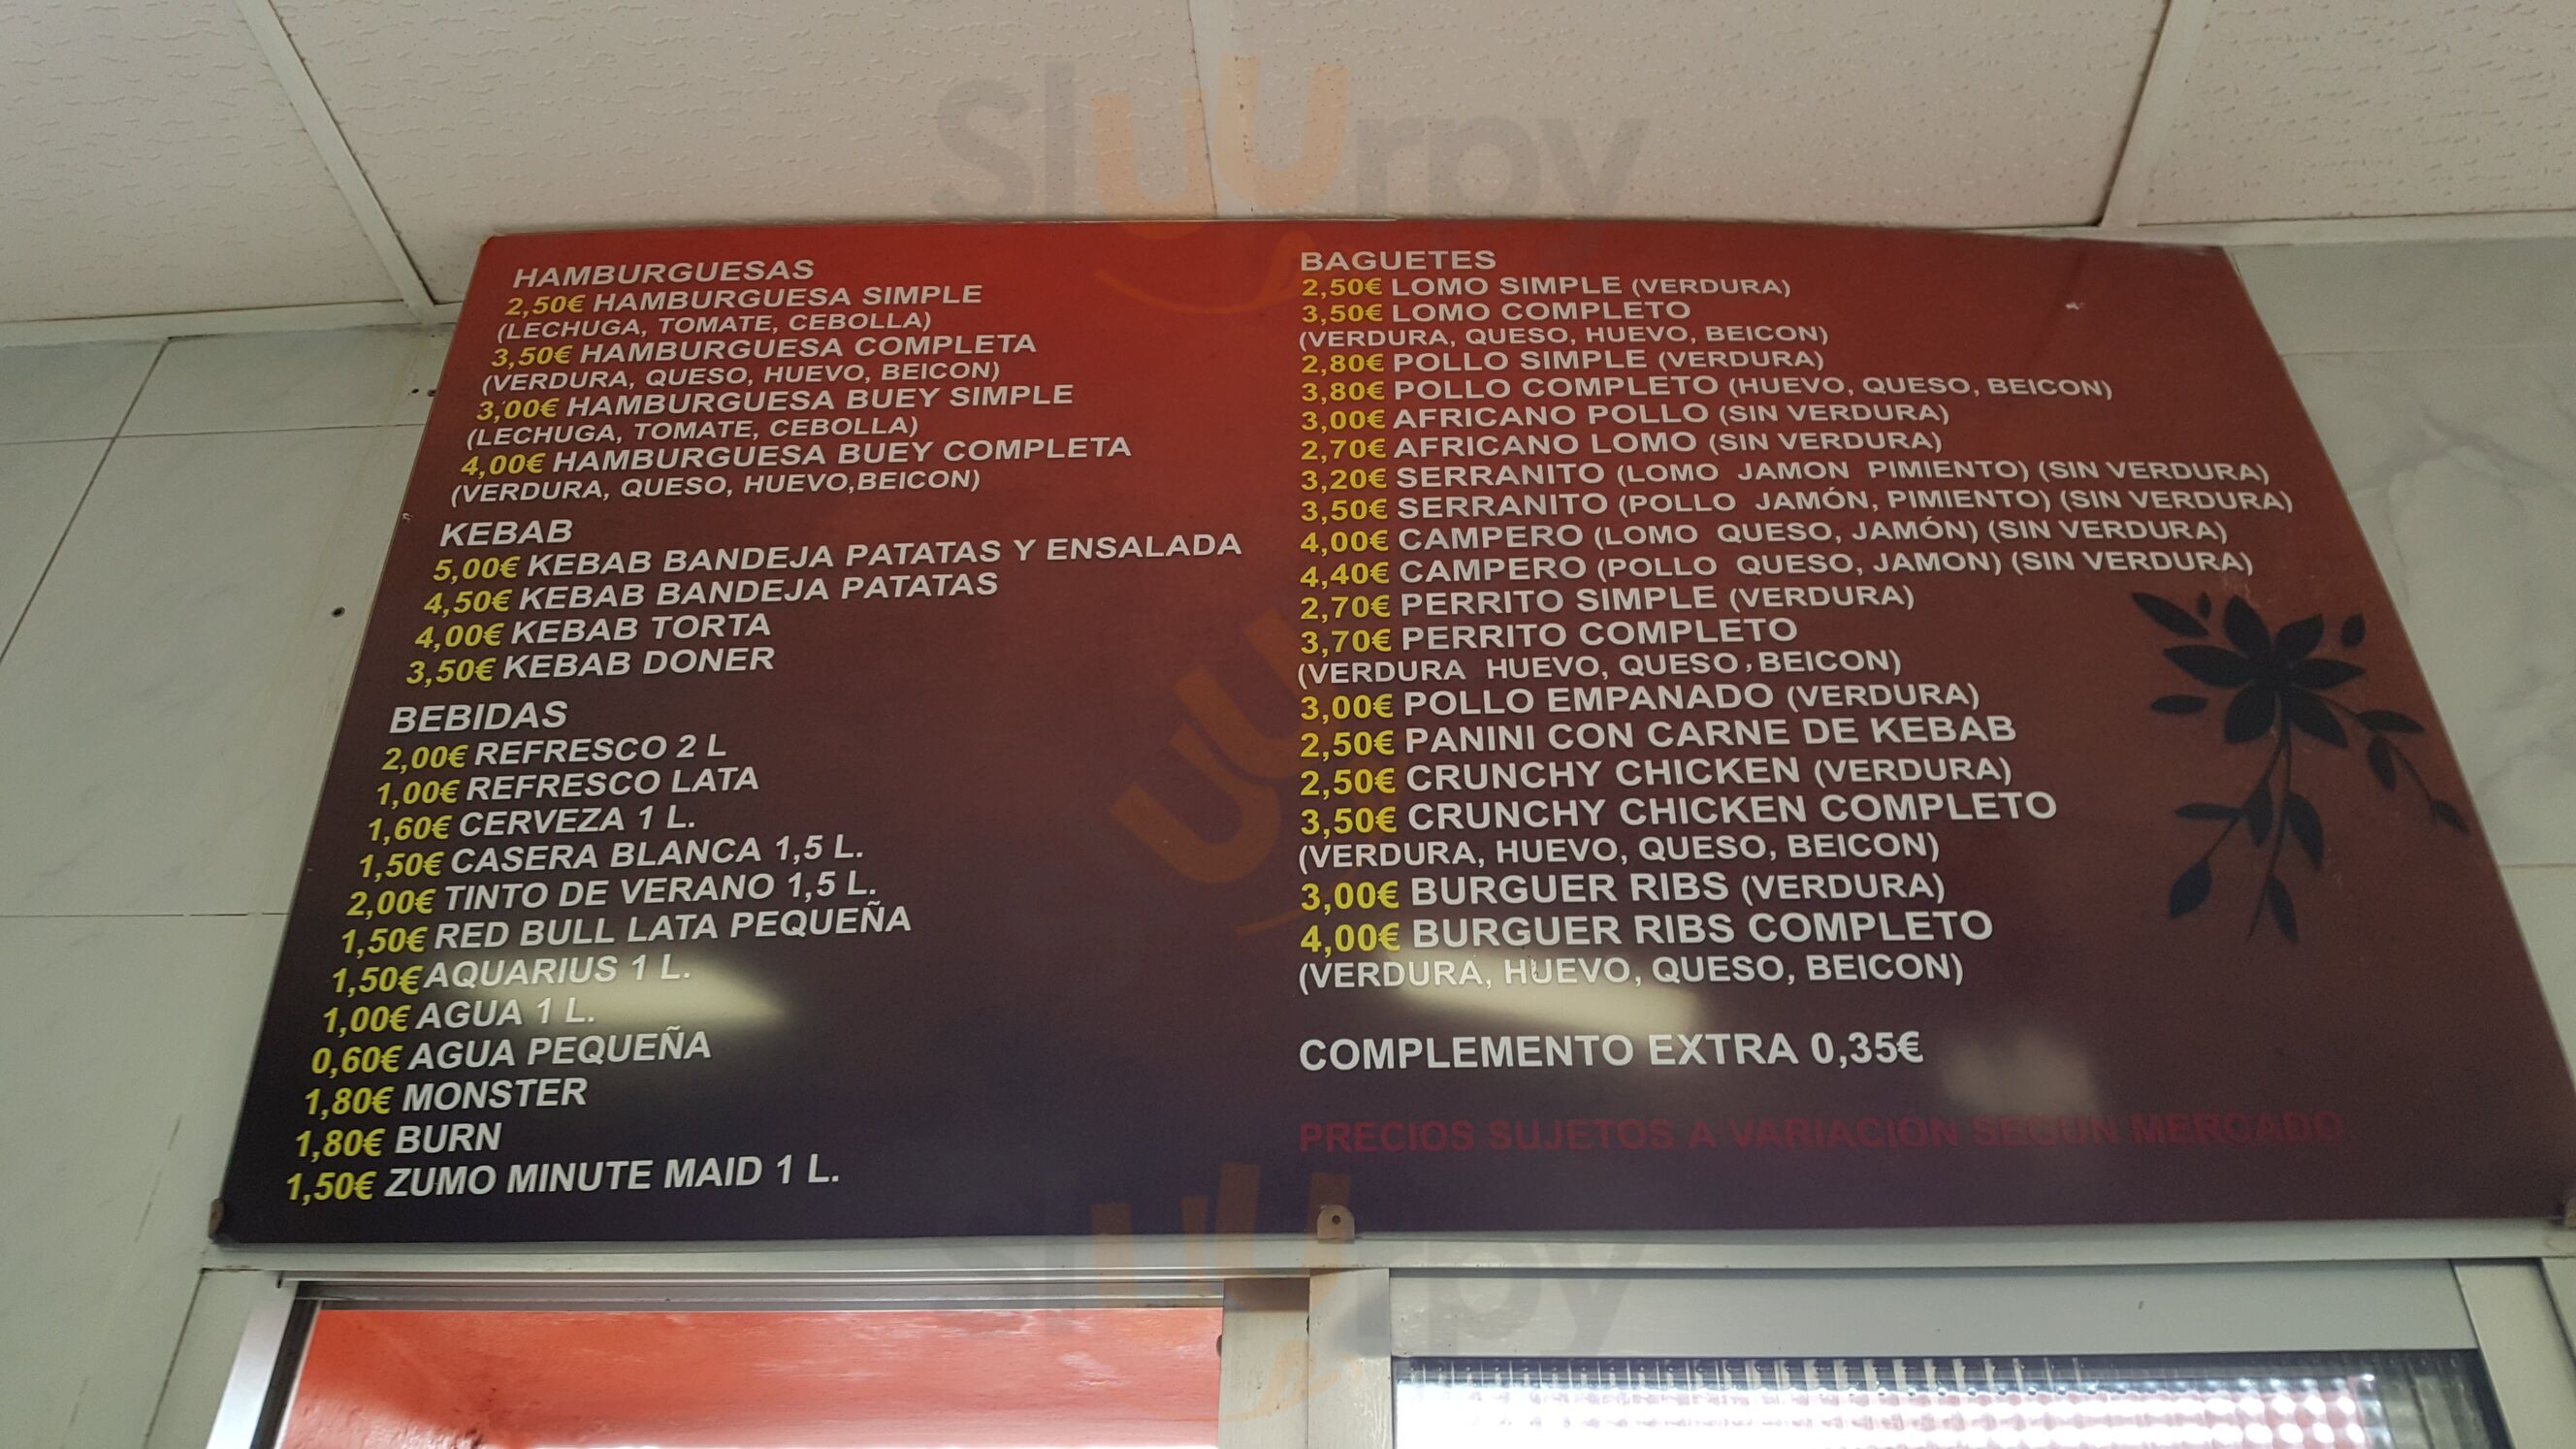 sluurpy
HAMBURGUESAS
2,50€ HAMBURGUESA SIMPLE
(LECHUGA, TOMATE, CEBOLLA)
3,50€ HAMBURGUESA COMPLETA
(VERDURA, QUESO, HUEVO, BEICON)
3,00€ HAMBURGUESA BUEY SIMPLE
(LECHUGA, TOMATE, CEBOLLA)
4,00€ HAMBURGUESA BUEY COMPLETA
(VERDURA, QUESO, HUEVO,BEICON)
KEBAB
5,00€ KEBAB BANDEJA PATATAS Y ENSALADA
4,50€ KEBAB BANDEJA PATATAS
4,00€ KEBAB TORTA
3,50€ KEBAB DONER
BEBIDAS
2,00€ REFRESCO 2 L
1,00€ REFRESCO LATA
1,60€ CERVEZA 1 L.
1,50€ CASERA BLANCA 1,5 L.
2,00€ TINTO DE VERANO 1,5 L.
1,50€ RED BULL LATA PEQUEÑA
1,50€ AQUARIUS 1 L.
1,00€ AGUA 1 L.
0,60€ AGUA PEQUEÑA
1,80€ MONSTER
1,80€ BURN
1,50€ ZUMO MINUTE MAID 1 L.
BAGUETES
2,50€ LOMO SIMPLE (VERDURA)
3,50€ LOMO COMPLETO
(VERDURA, QUESO, HUEVO, BEICON)
2,80€ POLLO SIMPLE (VERDURA)
3,80€ POLLO COMPLETO (HUEVO, QUESO, BEICON)
3,00€ AFRICANO POLLO (SIN VERDURA)
2,70€ AFRICANO LOMO (SIN VERDURA)
3,20€ SERRANITO (LOMO JAMON PIMIENTO) (SIN VERDURA)
3,50€ SERRANITO (POLLO JAMÓN, PIMIENTO) (SIN VERDURA)
4,00€ CAMPERO (LOMO QUESO, JAMÓN) (SIN VERDURA)
4,40€ CAMPERO (POLLO QUESO, JAMON) (SIN VERDURA)
2,70€ PERRITO SIMPLE (VERDURA)
3,70€ PERRITO COMPLETO
(VERDURA HUEVO, QUESO, BEICON)
3,00€ POLLO EMPANADO (VERDURA)
2,50€ PANINI CON CARNE DE KEBAB
2,50€ CRUNCHY CHICKEN (VERDURA)
3,50€ CRUNCHY CHICKEN COMPLETO
(VERDURA, HUEVO, QUESO, BEICON)
3,00€ BURGUER RIBS (VERDURA)
4,00€ BURGUER RIBS COMPLETO
(VERDURA, HUEVO, QUESO, BEICON)
COMPLEMENTO EXTRA 0,35€
PRECIOS SUJETOS A VARIACIÓN SEGUN MERCADO
sluurpy